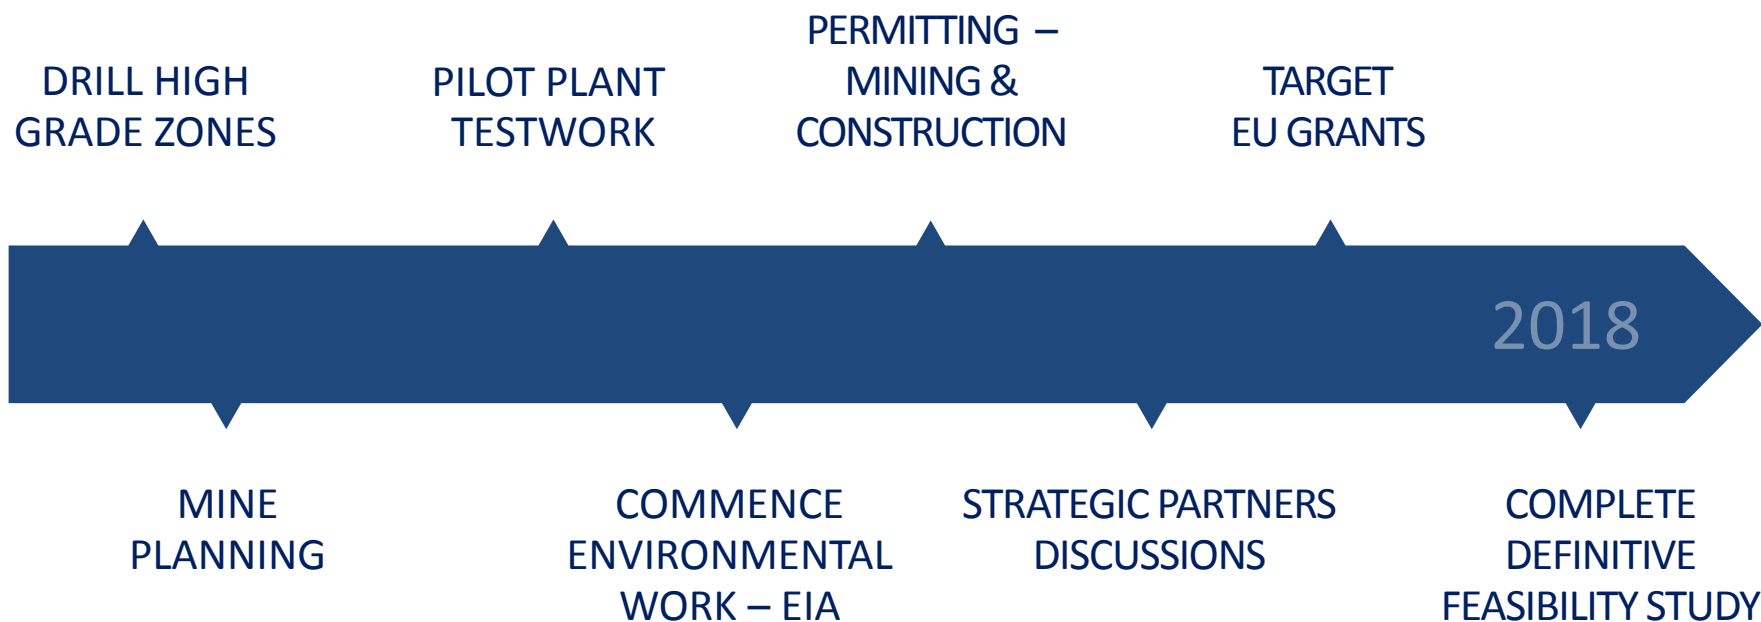 DRILL HIGH
GRADE ZONES
PILOT PLANT
TESTWORK
PERMITTING –
MINING &
CONSTRUCTION
TARGET
EU GRANTS
2018
MINE
PLANNING
COMMENCE
ENVIRONMENTAL
WORK – EIA
STRATEGIC PARTNERS
DISCUSSIONS
COMPLETE
DEFINITIVE
FEASIBILITY STUDY